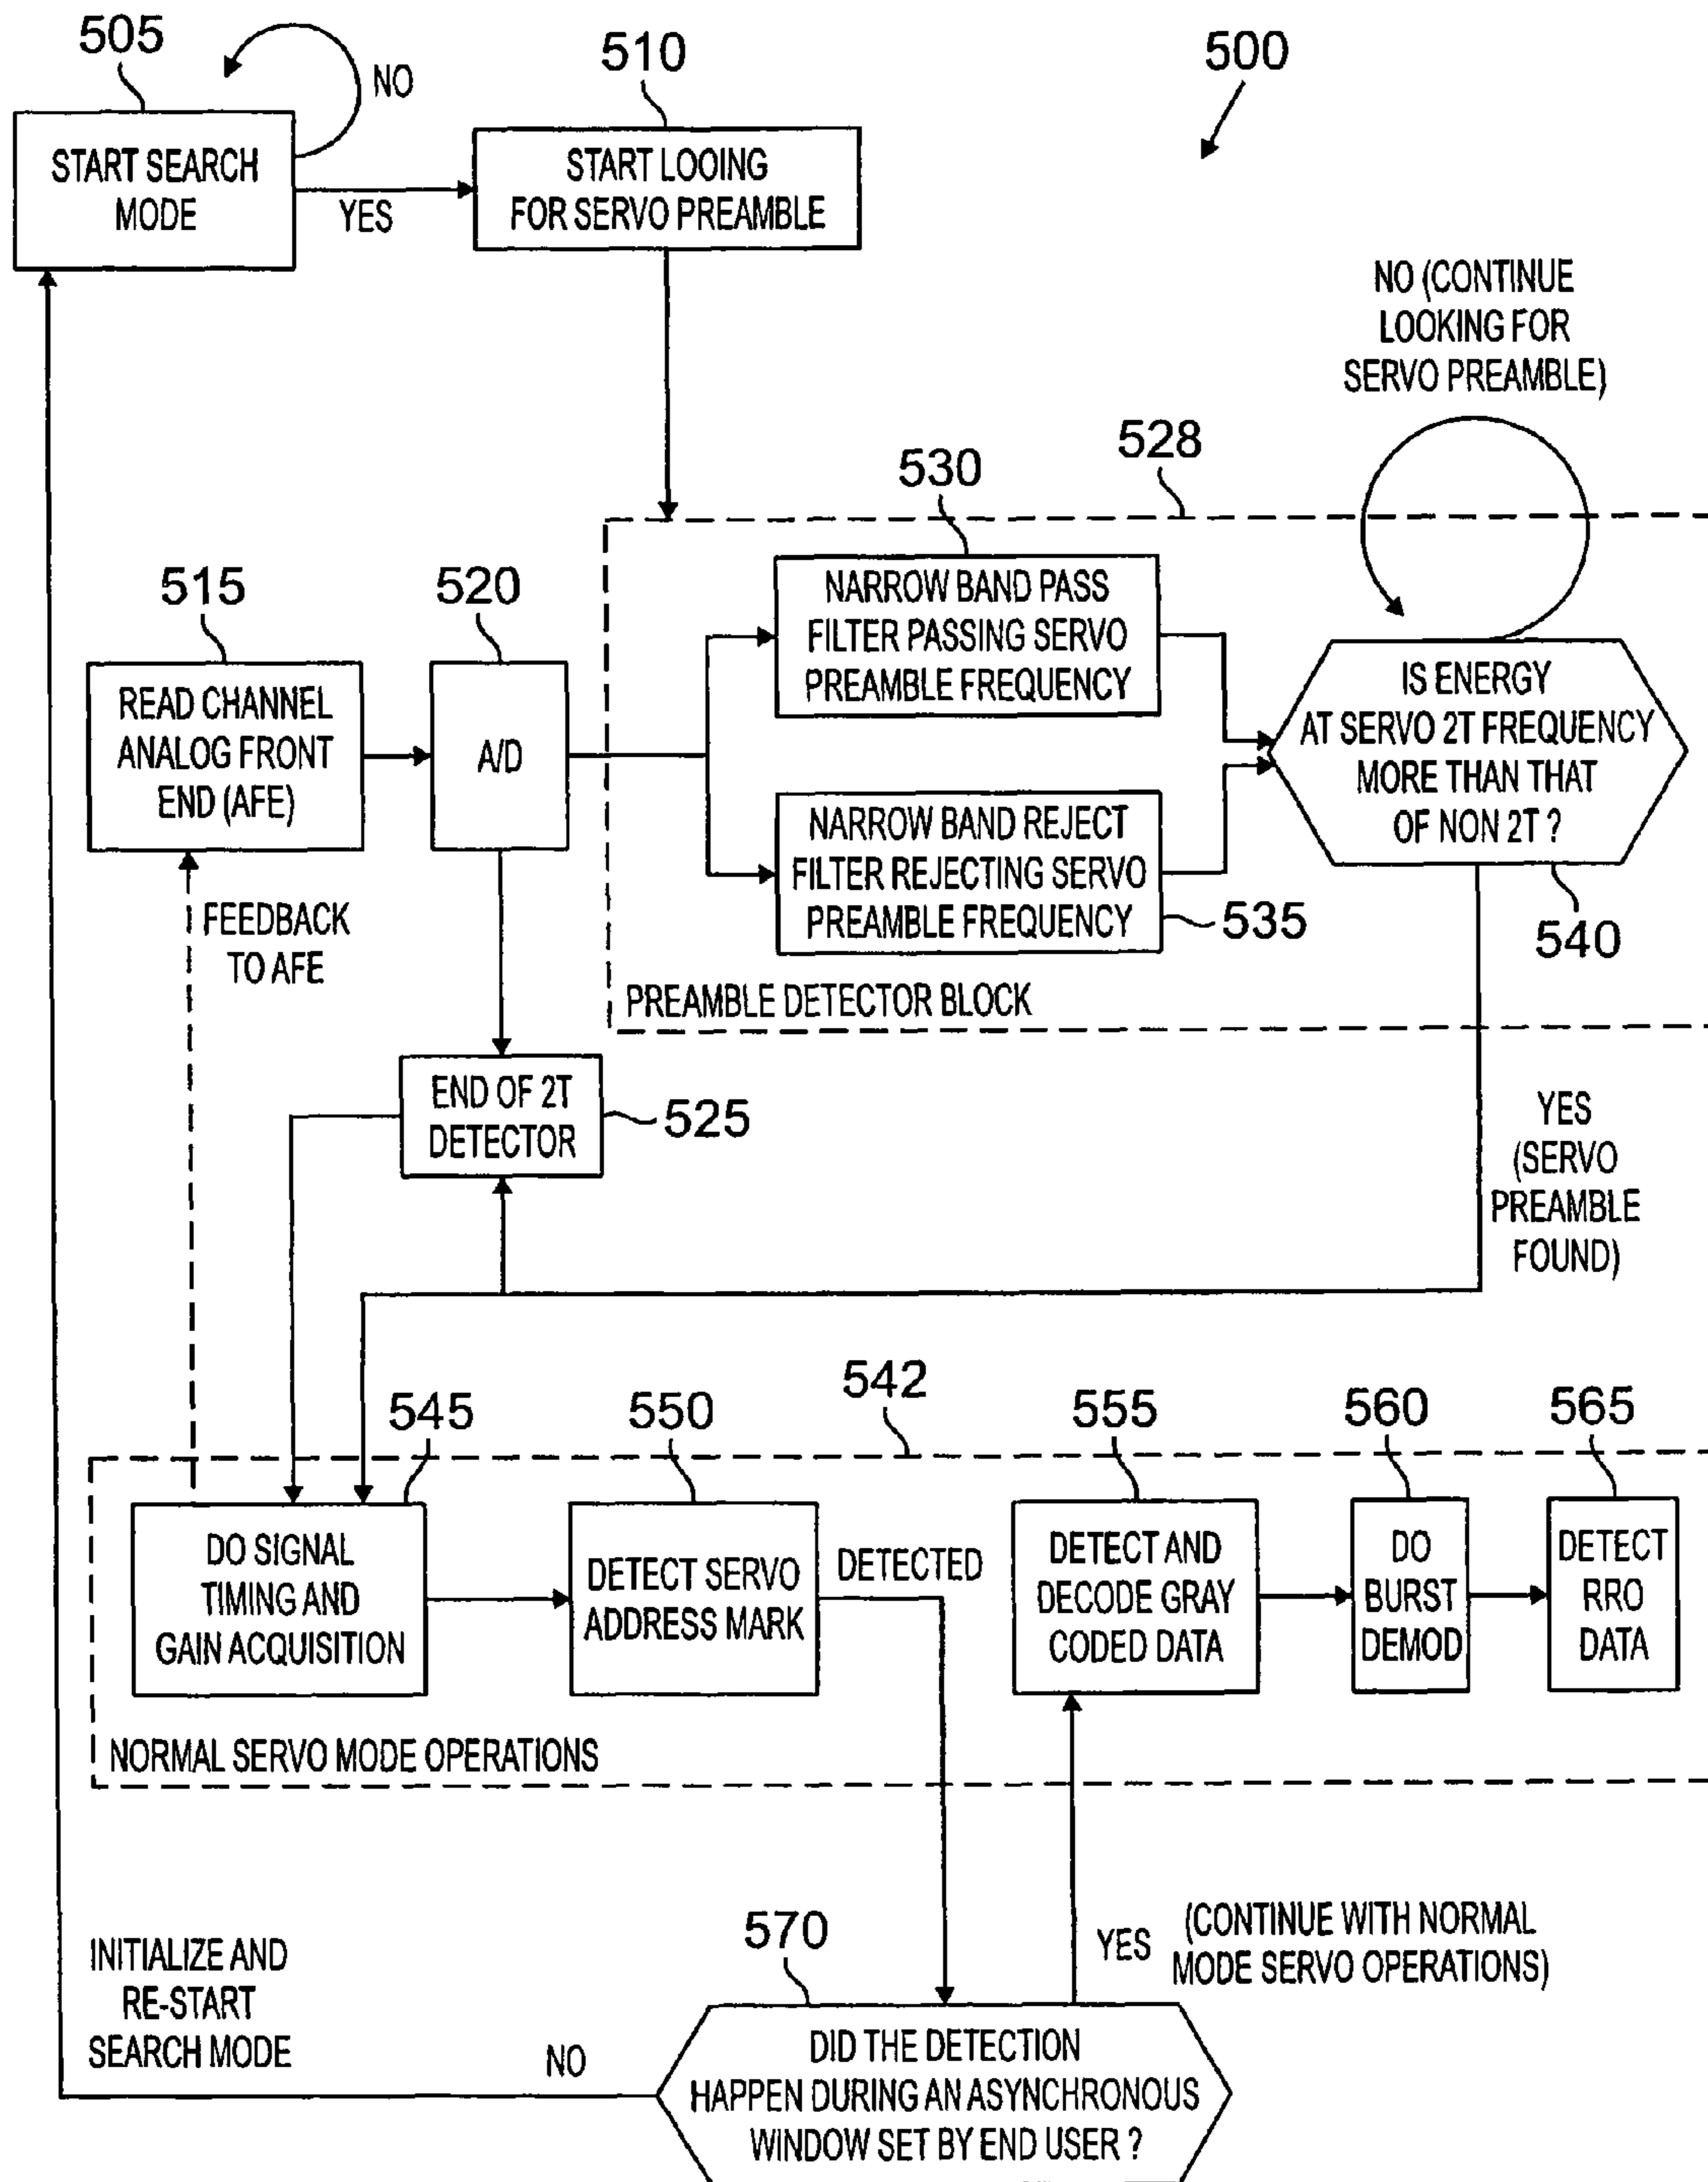 505
NO
510
500
START SEARCH
MODE
YES
START LOOING
FOR SERVO PREAMBLE
NO (CONTINUE
LOOKING FOR
SERVO PREAMBLE)
528
530
515
520
NARROW BAND PASS
FILTER PASSING SERVO
PREAMBLE FREQUENCY
READ CHANNEL
ANALOG FRONT
END (AFE)
A/D
IS ENERGY
AT SERVO 2T FREQUENCY
MORE THAN THAT
OF NON 2T ?
NARROW BAND REJECT
FILTER REJECTING SERVO
PREAMBLE FREQUENCY
535
540
FEEDBACK
TO AFE
PREAMBLE DETECTOR BLOCK
END OF 2T
DETECTOR
525
YES
(SERVO
PREAMBLE
FOUND)
542
545
550
555
560
565
DO SIGNAL
TIMING AND
GAIN ACQUISITION
DETECT SERVO
ADDRESS MARK
DETECTED
DETECT AND
DECODE GRAY
CODED DATA
DO
BURST
DEMOD
DETECT
RRO
DATA
NORMAL SERVO MODE OPERATIONS
570
YES
(CONTINUE WITH NORMAL
MODE SERVO OPERATIONS)
INITIALIZE AND
RE-START
SEARCH MODE
NO
DID THE DETECTION
HAPPEN DURING AN ASYNCHRONOUS
WINDOW SET BY END USER ?